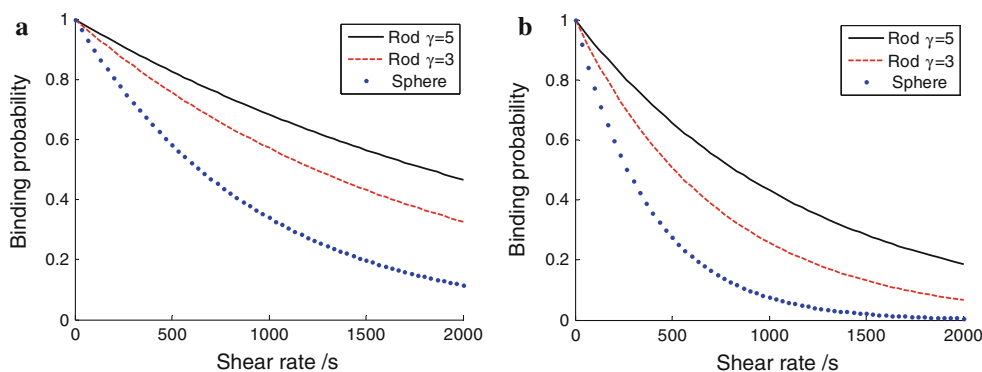 a
Binding probability
1
0.8
0.6
0.4
0.2
0
0 500 1000 1500 2000
Shear rate /s
Rod γ=5
Rod γ=3
Sphere
b
Binding probability
1
0.8
0.6
0.4
0.2
0
0 500 1000 1500 2000
Shear rate /s
Rod γ=5
Rod γ=3
Sphere